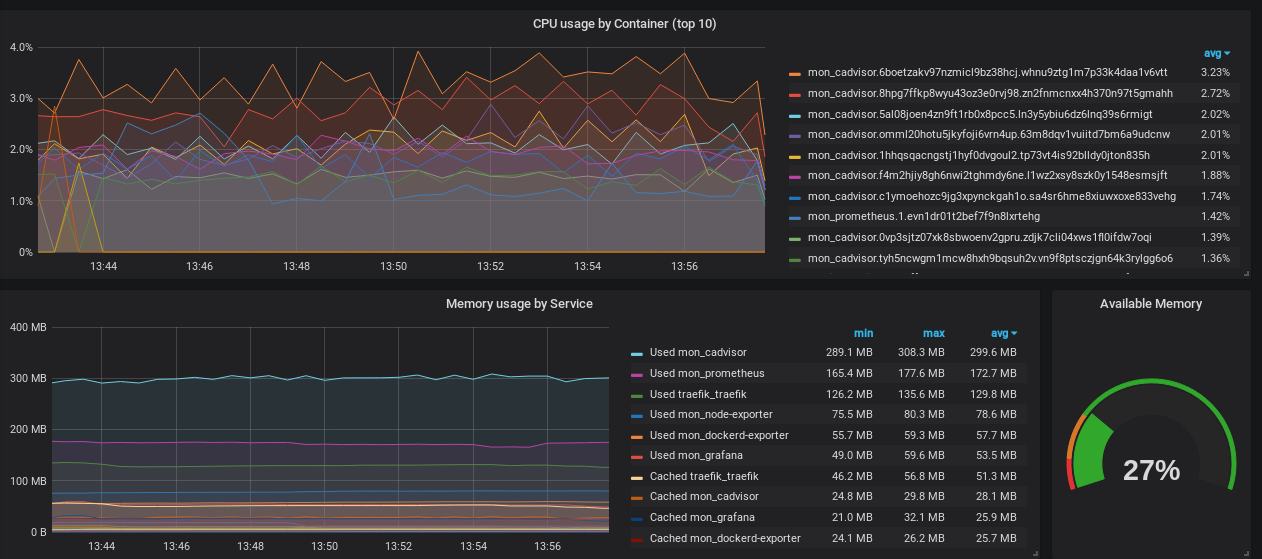 CPU usage by Container (top 10)
avg
4.0%
3.0%
2.0%
1.0%
0%
13:44 13:46 13:48 13:50 13:52 13:54 13:56
mon_cadvisor.6boetzakv97nzmicl9bz38hcj.whnu9ztg1m7p33k4daa1v6vtt 3.23%
mon_cadvisor.8hpg7ffkp8wyu43oz3e0rvj98.zn2fnmcnxx4h370n97t5gmahh 2.72%
mon_cadvisor.5al08joen4zn9ft1rb0x8pcc5.ln3y5ybiu6dz6lnq39s6rmigt 2.02%
mon_cadvisor.omml20hotu5jkyfoji6vrn4up.63m8dqv1vuiitd7bm6a9udcnw 2.01%
mon_cadvisor.1hhqsqacngstj1hyf0dvgoul2.tp73vt4is92blldy0jton835h 2.01%
mon_cadvisor.f4m2hjiy8gh6nwi2tghmdy6ne.l1wz2xsy8szk0y1548esmsjft 1.88%
mon_cadvisor.c1ymoehozc9jg3xpynckgah1o.sa4sr6hme8xiuwxoxe833vehg 1.74%
mon_prometheus.1.evn1dr01t2bef7f9n8lxrtehg 1.42%
mon_cadvisor.0vp3sjtz07xk8sbwoenv2gpru.zdjk7cli04xws1fl0ifdw7oqi 1.39%
mon_cadvisor.tyh5ncwgm1mcw8hxh9bqsuh2v.vn9f8ptsczjgn64k3rylgg6o6 1.36%
Memory usage by Service
400 MB
300 MB
200 MB
100 MB
0 B
13:44 13:46 13:48 13:50 13:52 13:54 13:56
min max avg
Used mon_cadvisor 289.1 MB 308.3 MB 299.6 MB
Used mon_prometheus 165.4 MB 177.6 MB 172.7 MB
Used traefik_traefik 126.2 MB 135.6 MB 129.8 MB
Used mon_node-exporter 75.5 MB 80.3 MB 78.6 MB
Used mon_dockerd-exporter 55.7 MB 59.3 MB 57.7 MB
Used mon_grafana 49.0 MB 59.6 MB 53.5 MB
Cached traefik_traefik 46.2 MB 56.8 MB 51.3 MB
Cached mon_cadvisor 24.8 MB 29.8 MB 28.1 MB
Cached mon_grafana 21.0 MB 32.1 MB 25.9 MB
Cached mon_dockerd-exporter 24.1 MB 26.2 MB 25.7 MB
Available Memory
27%